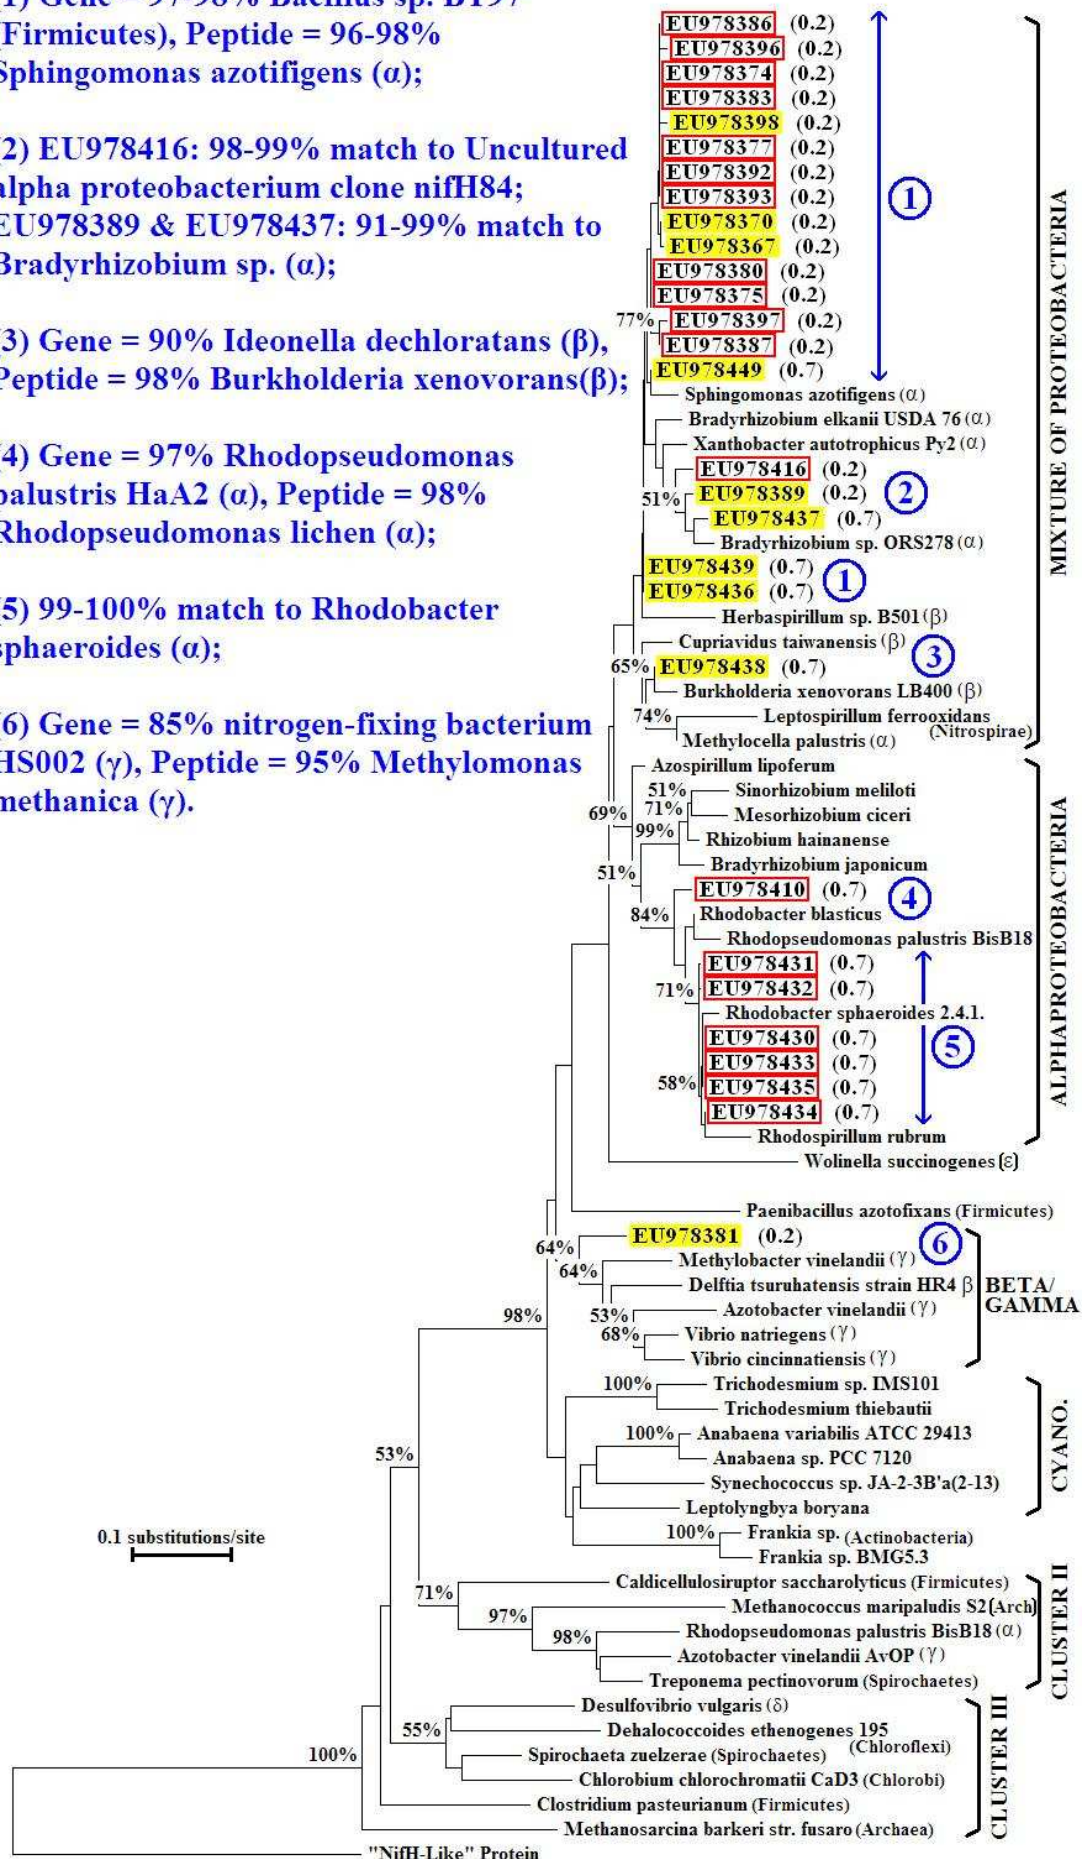 (1) Gene = 97-98% Bacillus sp. BT97
(Firmicutes), Peptide = 96-98%
Sphingomonas azotifigens (α);
(2) EU978416: 98-99% match to Uncultured
alpha proteobacterium clone nifH84;
EU978389 & EU978437: 91-99% match to
Bradyrhizobium sp. (α);
(3) Gene = 90% Ideonella dechloratans (β),
Peptide = 98% Burkholderia xenovorans(β);
(4) Gene = 97% Rhodopseudomonas
palustris HaA2 (α), Peptide = 98%
Rhodopseudomonas lichen (α);
(5) 99-100% match to Rhodobacter
sphaeroides (α);
(6) Gene = 85% nitrogen-fixing bacterium
HS002 (γ), Peptide = 95% Methylomonas
methanica (γ).
EU978386 (0.2)
EU978396 (0.2)
EU978374 (0.2)
EU978383 (0.2)
EU978398 (0.2)
EU978377 (0.2)
EU978392 (0.2)
EU978393 (0.2)
1
EU978370 (0.2)
EU978367 (0.2)
EU978380 (0.2)
EU978375 (0.2)
77% EU978397 (0.2)
EU978387 (0.2)
EU978449 (0.7)
Sphingomonas azotifigens (α)
Bradyrhizobium elkanii USDA 76 (α)
Xanthobacter autotrophicus Py2 (α)
EU978416 (0.2)
51% EU978389 (0.2) 2
EU978437 (0.7)
Bradyrhizobium sp. ORS278 (α)
EU978439 (0.7)
EU978436 (0.7) 1
Herbaspirillum sp. B501 (β)
Cupriavidus taiwanensis (β)
65% EU978438 (0.7) 3
Burkholderia xenovorans LB400 (β)
74% Leptospirillum ferrooxidans
(Nitrospirae)
Methylocella palustris (α)
MIXTURE OF PROTEOBACTERIA
Azospirillum lipoferum
51% Sinorhizobium meliloti
69% 71% Mesorhizobium ciceri
99% Rhizobium hainanense
Bradyrhizobium japonicum
51%
EU978410 (0.7) 4
84% Rhodobacter blasticus
Rhodopseudomonas palustris BisB18
EU978431 (0.7)
71% EU978432 (0.7)
Rhodobacter sphaeroides 2.4.1.
EU978430 (0.7) 5
EU978433 (0.7)
58% EU978435 (0.7)
EU978434 (0.7)
Rhodospirillum rubrum
ALPHAPROTEOBACTERIA
Wolinella succinogenes (ε)
Paenibacillus azotofixans (Firmicutes)
EU978381 (0.2) 6
64%
64% Methylobacter vinelandii (γ)
Delftia tsuruhatensis strain HR4 β
98% 53% Azotobacter vinelandii (γ)
68% Vibrio natriegens (γ)
Vibrio cincinnatiensis (γ)
BETA/
GAMMA
100% Trichodesmium sp. IMS101
Trichodesmium thiebautii
100% Anabaena variabilis ATCC 29413
53% Anabaena sp. PCC 7120
Synechococcus sp. JA-2-3B'a(2-13)
Leptolyngbya boryana
CYANO.
100% Frankia sp. (Actinobacteria)
Frankia sp. BMG5.3
0.1 substitutions/site
71% Caldicellulosiruptor saccharolyticus (Firmicutes)
97% Methanococcus maripaludis S2 (Arch)
98% Rhodopseudomonas palustris BisB18 (α)
Azotobacter vinelandii AvOP (γ)
Treponema pectinovorum (Spirochaetes)
CLUSTER II
Desulfovibrio vulgaris (δ)
55% Dehalococcoides ethenogenes 195
(Chloroflexi)
100% Spirochaeta zuelzerae (Spirochaetes)
Chlorobium chlorochromatii CaD3 (Chlorobi)
Clostridium pasteurianum (Firmicutes)
Methanosarcina barkeri str. fusaro (Archaea)
CLUSTER III
"NifH-Like" Protein